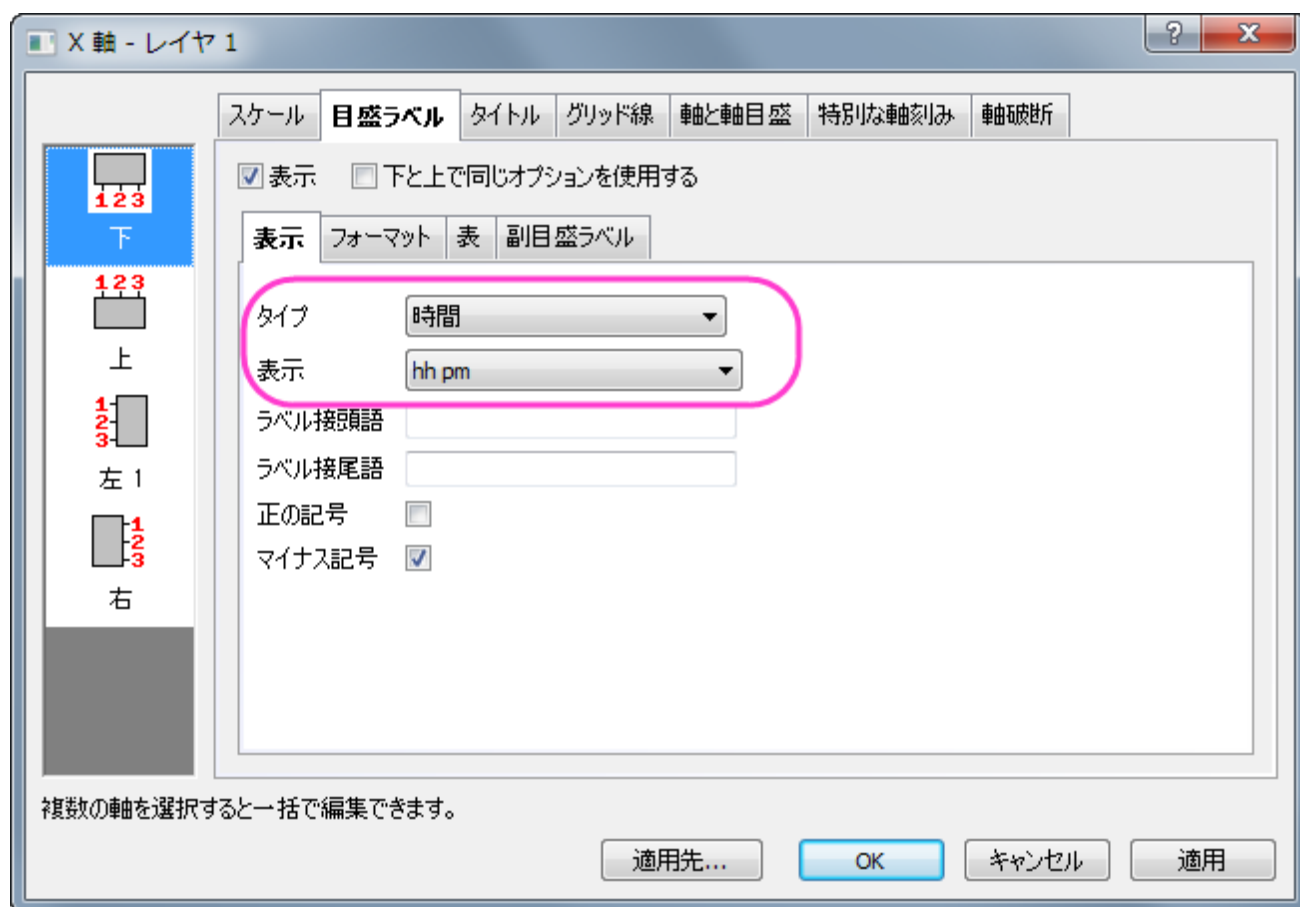 X 軸 - レイヤ 1
?
スケール 目盛ラベル タイトル グリッド線 軸と軸目盛 特別な軸刻み 軸破断
表示 下と上で同じオプションを使用する
表示 フォーマット 表 副目盛ラベル
1 2 3
下
1 2 3
上
1
2
3
左 1
1
2
3
右
タイプ 時間
表示 hh pm
ラベル接頭語
ラベル接尾語
正の記号
マイナス記号
複数の軸を選択すると一括で編集できます。
適用先... OK キャンセル 適用